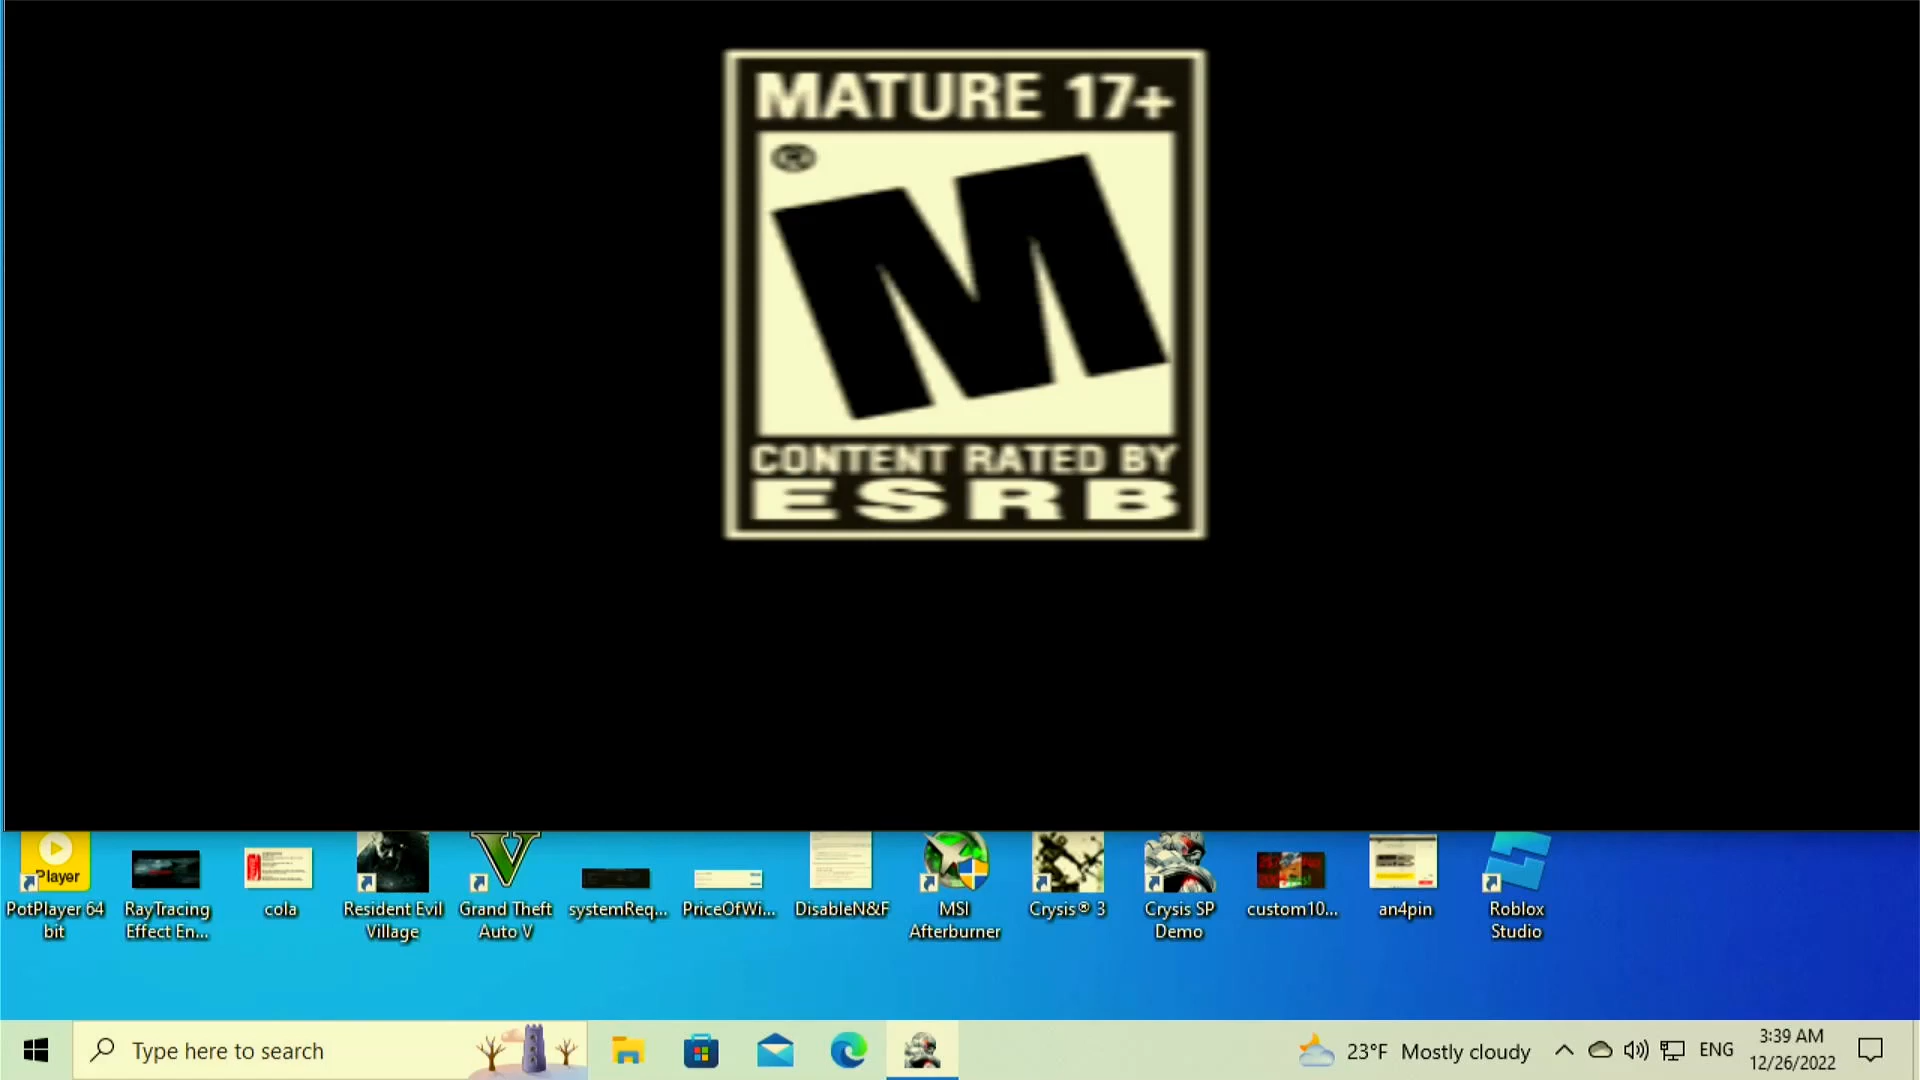 MATURE 17+
®
M
CONTENT RATED BY
ESRB
Player
PotPlayer 64
bit
RayTracing
Effect En...
cola
Resident Evil
Village
V
Grand Theft
Auto V
systemReq...
PriceOfWi...
DisableN&F
MSI
Afterburner
Crysis® 3
Crysis SP
Demo
custom10...
an4pin
Roblox
Studio
Type here to search
23°F Mostly cloudy
ENG
3:39 AM
12/26/2022